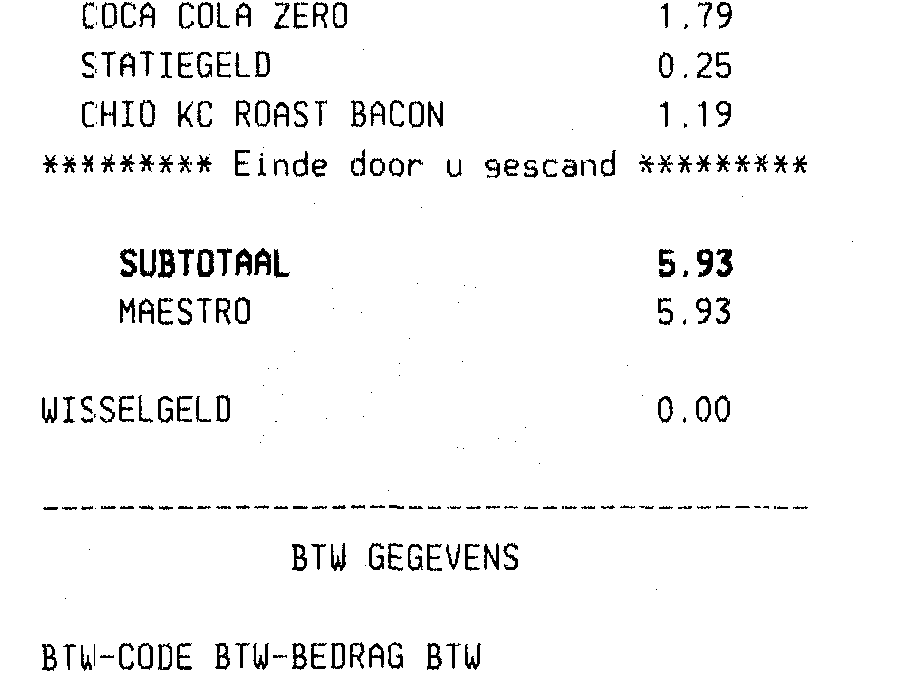 COCA COLA ZERO 1.79
STATIEGELD 0.25
CHIO KC ROAST BACON 1.19
********* Einde door u gescand *********
SUBTOTAAL 5.93
MAESTRO 5.93
WISSELGELD 0.00
----------------------------------------
BTW GEGEVENS
BTW-CODE BTW-BEDRAG BTW